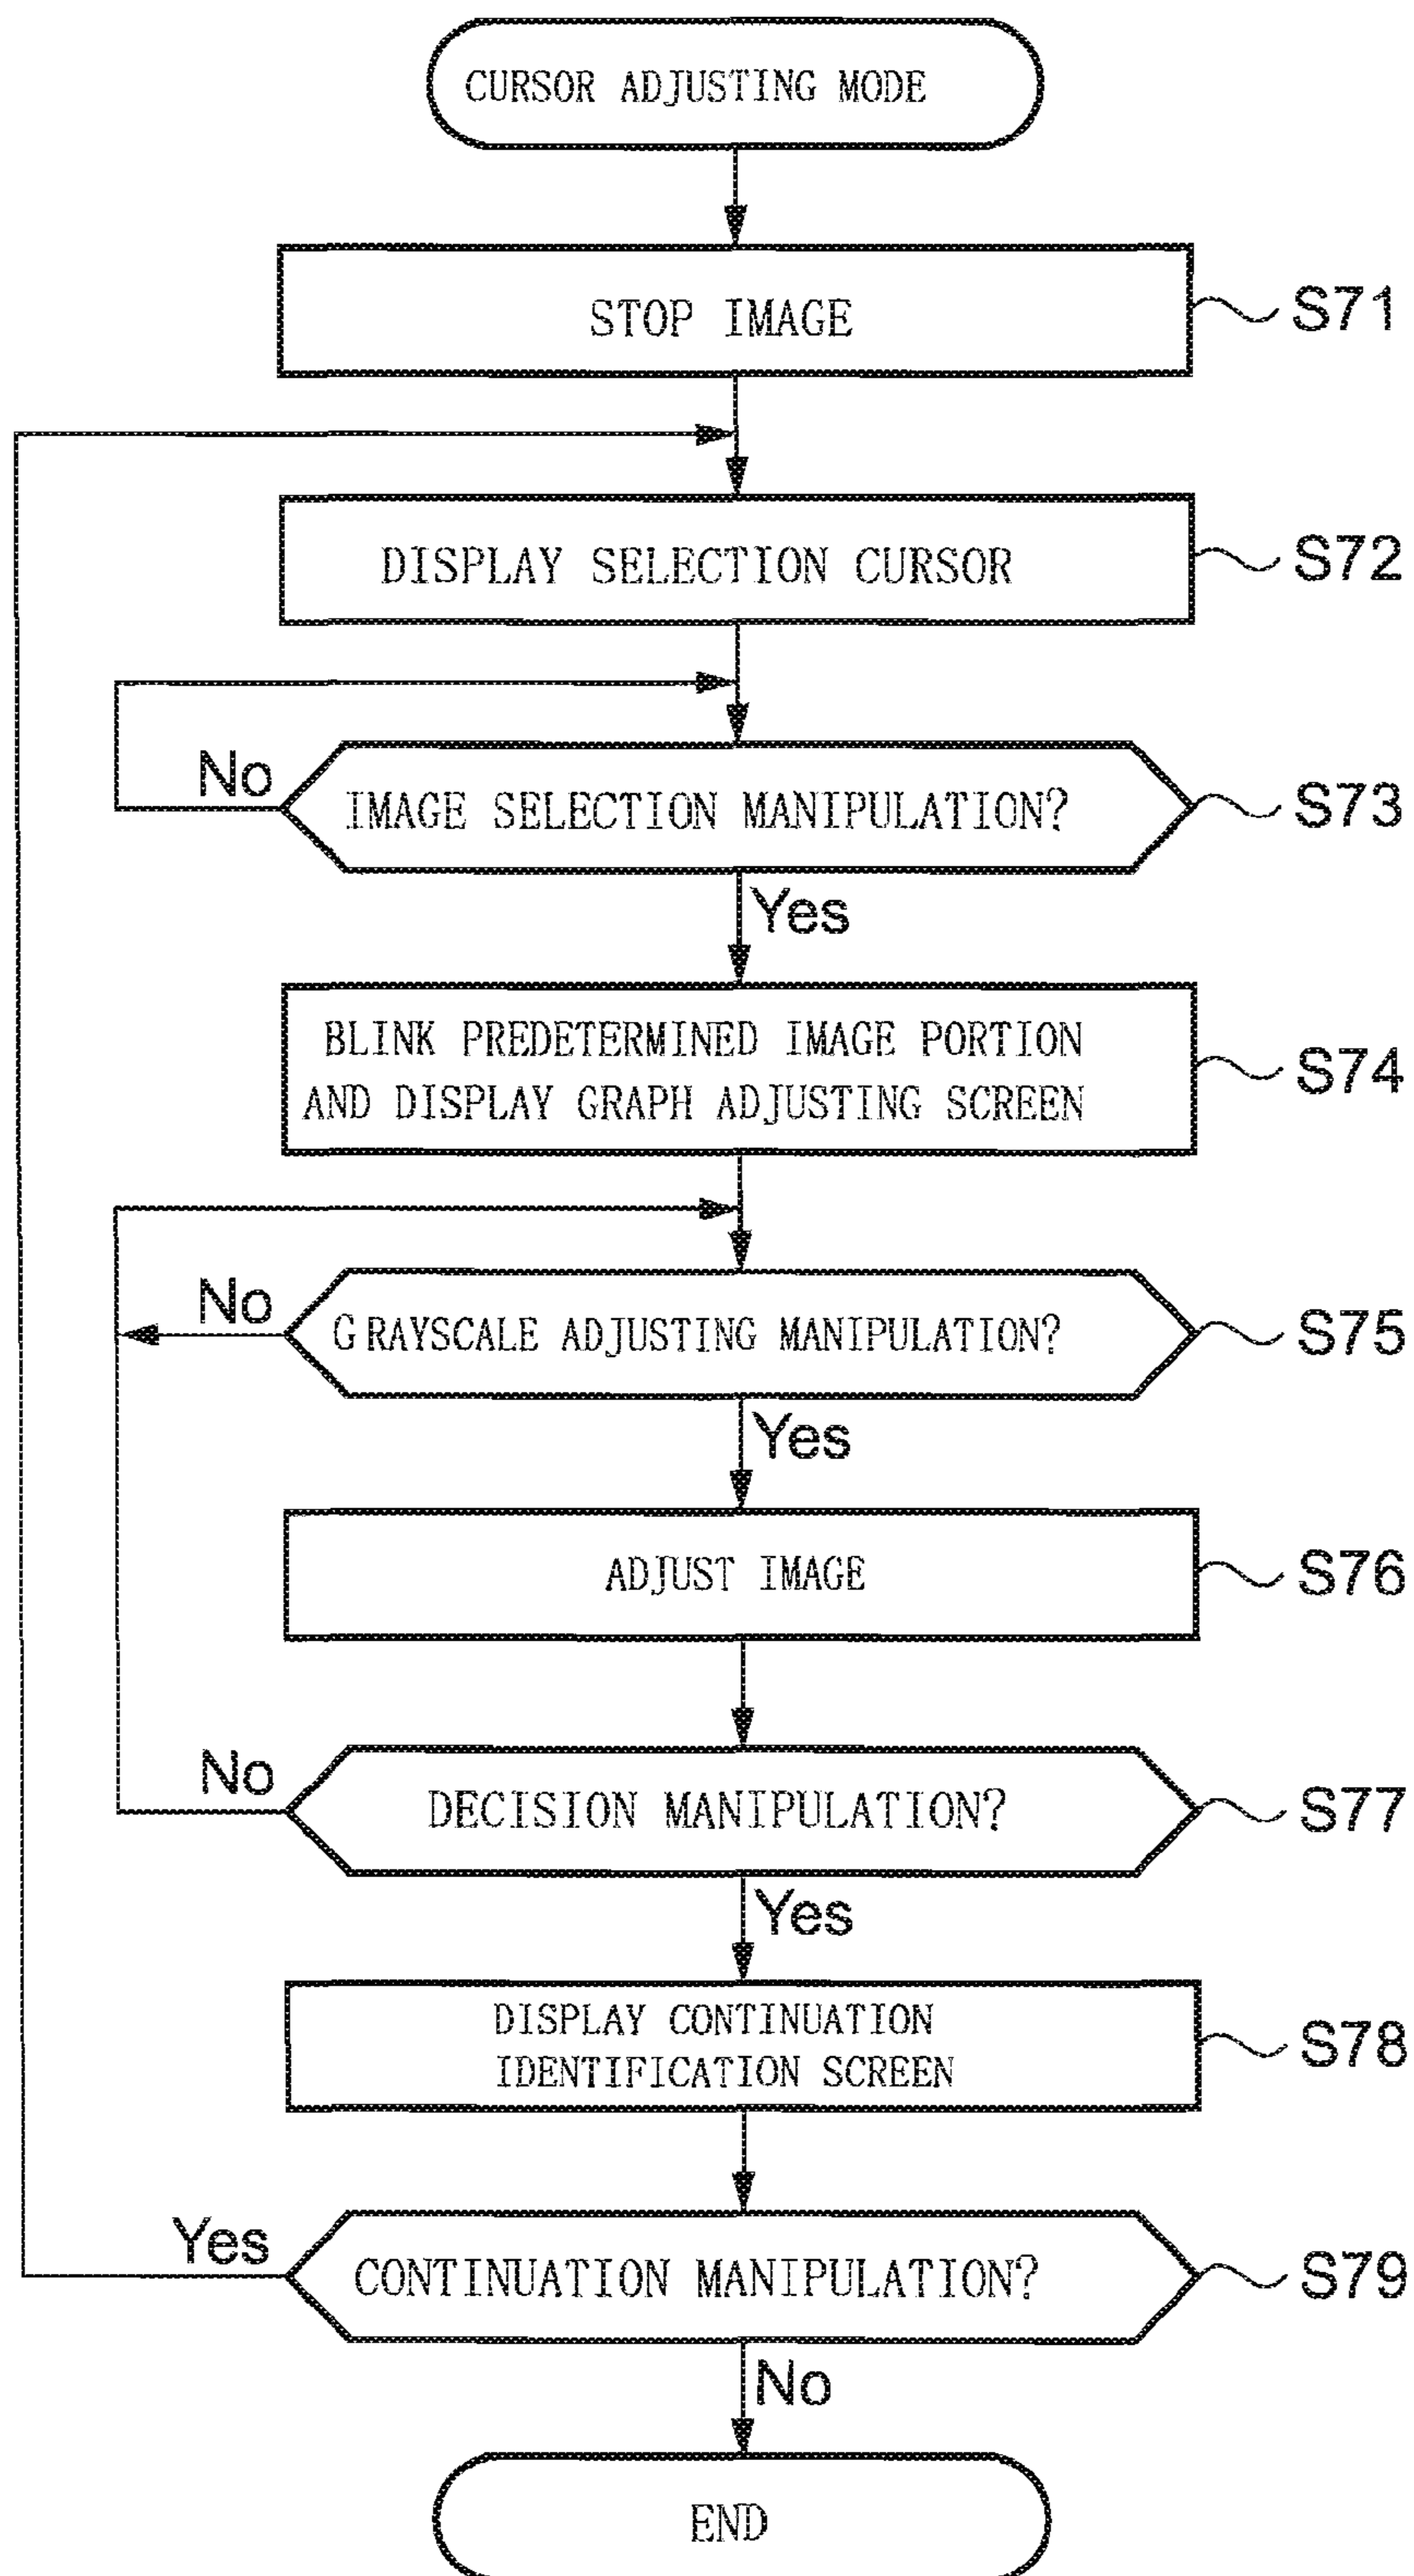 CURSOR ADJUSTING MODE
STOP IMAGE
S71
DISPLAY SELECTION CURSOR
S72
No
IMAGE SELECTION MANIPULATION?
S73
Yes
BLINK PREDETERMINED IMAGE PORTION
AND DISPLAY GRAPH ADJUSTING SCREEN
S74
No
GRAYSCALE ADJUSTING MANIPULATION?
S75
Yes
ADJUST IMAGE
S76
No
DECISION MANIPULATION?
S77
Yes
DISPLAY CONTINUATION
IDENTIFICATION SCREEN
S78
Yes
CONTINUATION MANIPULATION?
S79
No
END